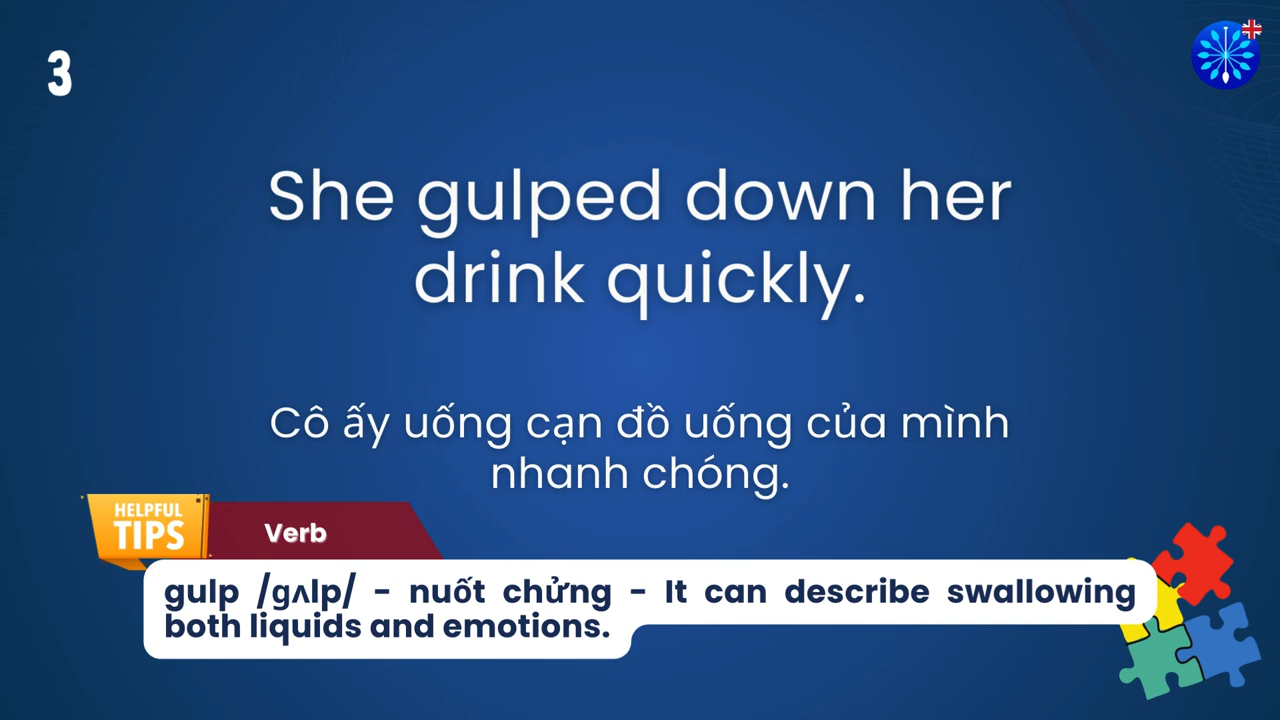 3
She gulped down her
drink quickly.
Cô ấy uống cạn đồ uống của mình
nhanh chóng.
HELPFUL
TIPS
Verb
gulp /gʌlp/ - nuốt chửng - It can describe swallowing
both liquids and emotions.